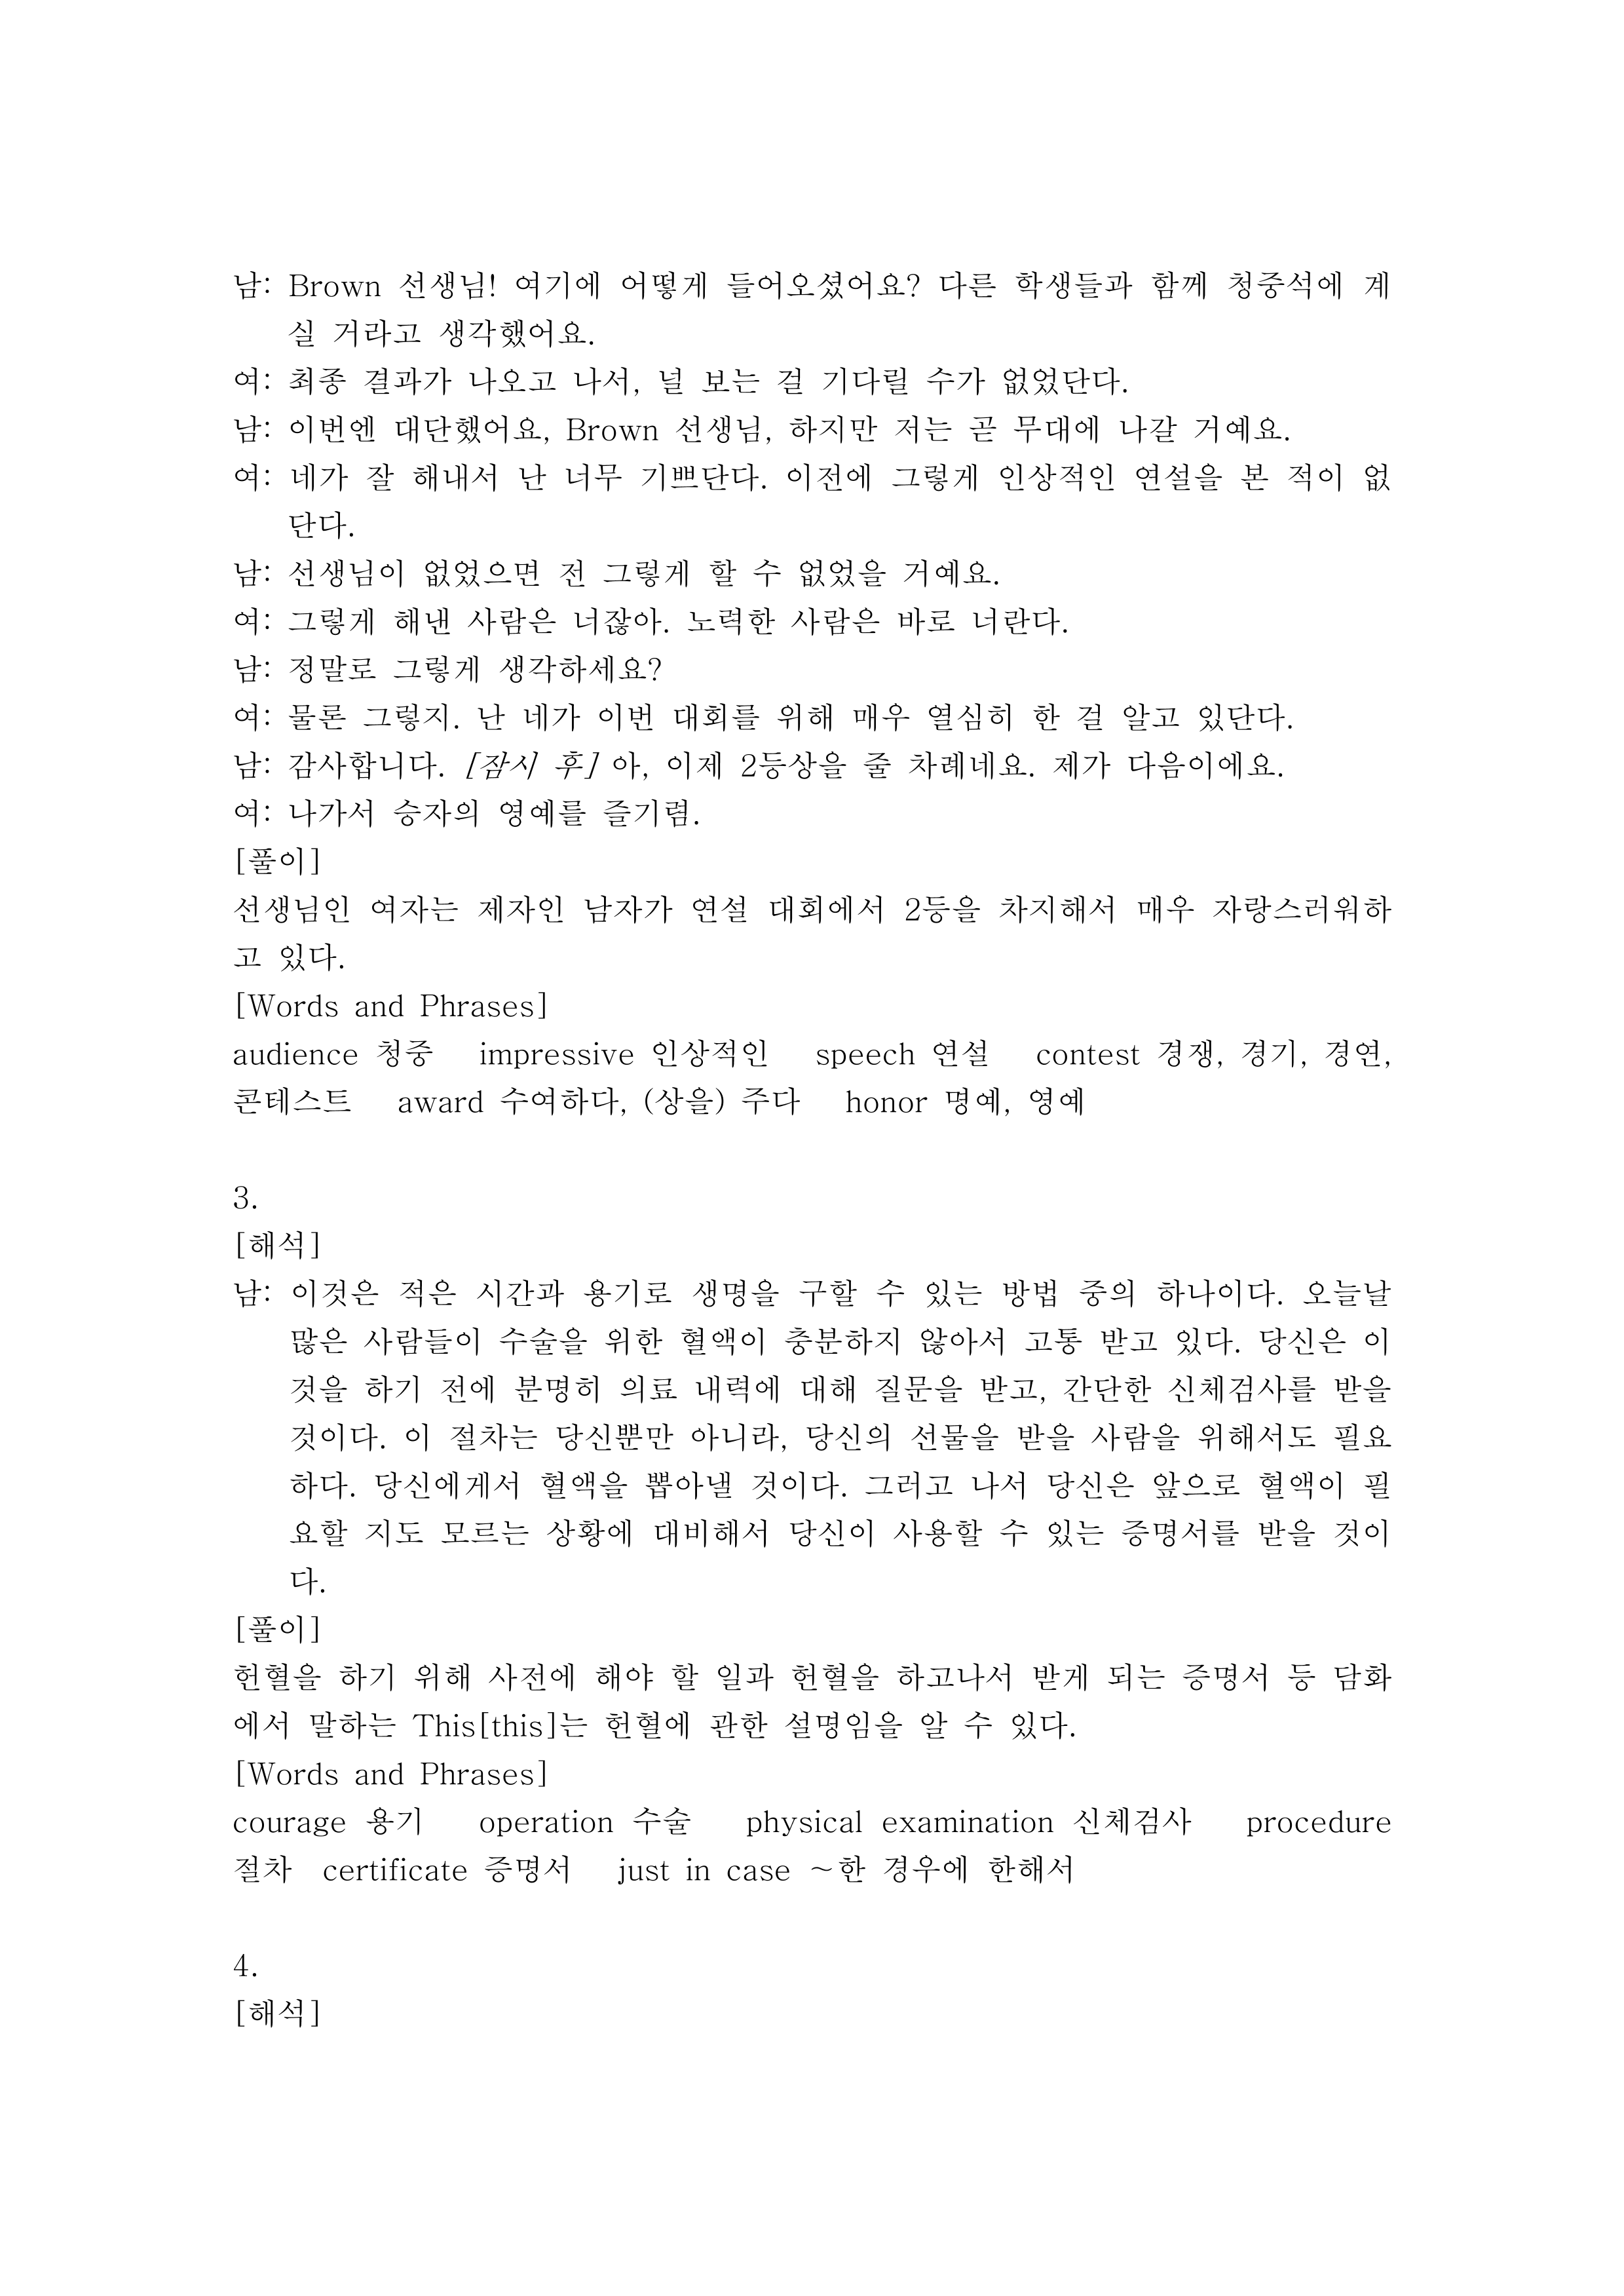 남: Brown 선생님! 여기에 어떻게 들어오셨어요? 다른 학생들과 함께 청중석에 계
실 거라고 생각했어요.
여: 최종 결과가 나오고 나서, 널 보는 걸 기다릴 수가 없었단다.
남: 이번엔 대단했어요, Brown 선생님, 하지만 저는 곧 무대에 나갈 거예요.
여: 네가 잘 해내서 난 너무 기쁘단다. 이전에 그렇게 인상적인 연설을 본 적이 없
단다.
남: 선생님이 없었으면 전 그렇게 할 수 없었을 거예요.
여: 그렇게 해낸 사람은 너잖아. 노력한 사람은 바로 너란다.
남: 정말로 그렇게 생각하세요?
여: 물론 그렇지. 난 네가 이번 대회를 위해 매우 열심히 한 걸 알고 있단다.
남: 감사합니다. [잠시 후] 아, 이제 2등상을 줄 차례네요. 제가 다음이에요.
여: 나가서 승자의 영예를 즐기렴.
[풀이]
선생님인 여자는 제자인 남자가 연설 대회에서 2등을 차지해서 매우 자랑스러워하
고 있다.
[Words and Phrases]
audience 청중 impressive 인상적인 speech 연설 contest 경쟁, 경기, 경연,
콘테스트 award 수여하다, (상을) 주다 honor 명예, 영예
3.
[해석]
남: 이것은 적은 시간과 용기로 생명을 구할 수 있는 방법 중의 하나이다. 오늘날
많은 사람들이 수술을 위한 혈액이 충분하지 않아서 고통 받고 있다. 당신은 이
것을 하기 전에 분명히 의료 내력에 대해 질문을 받고, 간단한 신체검사를 받을
것이다. 이 절차는 당신뿐만 아니라, 당신의 선물을 받을 사람을 위해서도 필요
하다. 당신에게서 혈액을 뽑아낼 것이다. 그러고 나서 당신은 앞으로 혈액이 필
요할 지도 모르는 상황에 대비해서 당신이 사용할 수 있는 증명서를 받을 것이
다.
[풀이]
헌혈을 하기 위해 사전에 해야 할 일과 헌혈을 하고나서 받게 되는 증명서 등 담화
에서 말하는 This[this]는 헌혈에 관한 설명임을 알 수 있다.
[Words and Phrases]
courage 용기 operation 수술 physical examination 신체검사 procedure
절차 certificate 증명서 just in case ~한 경우에 한해서
4.
[해석]